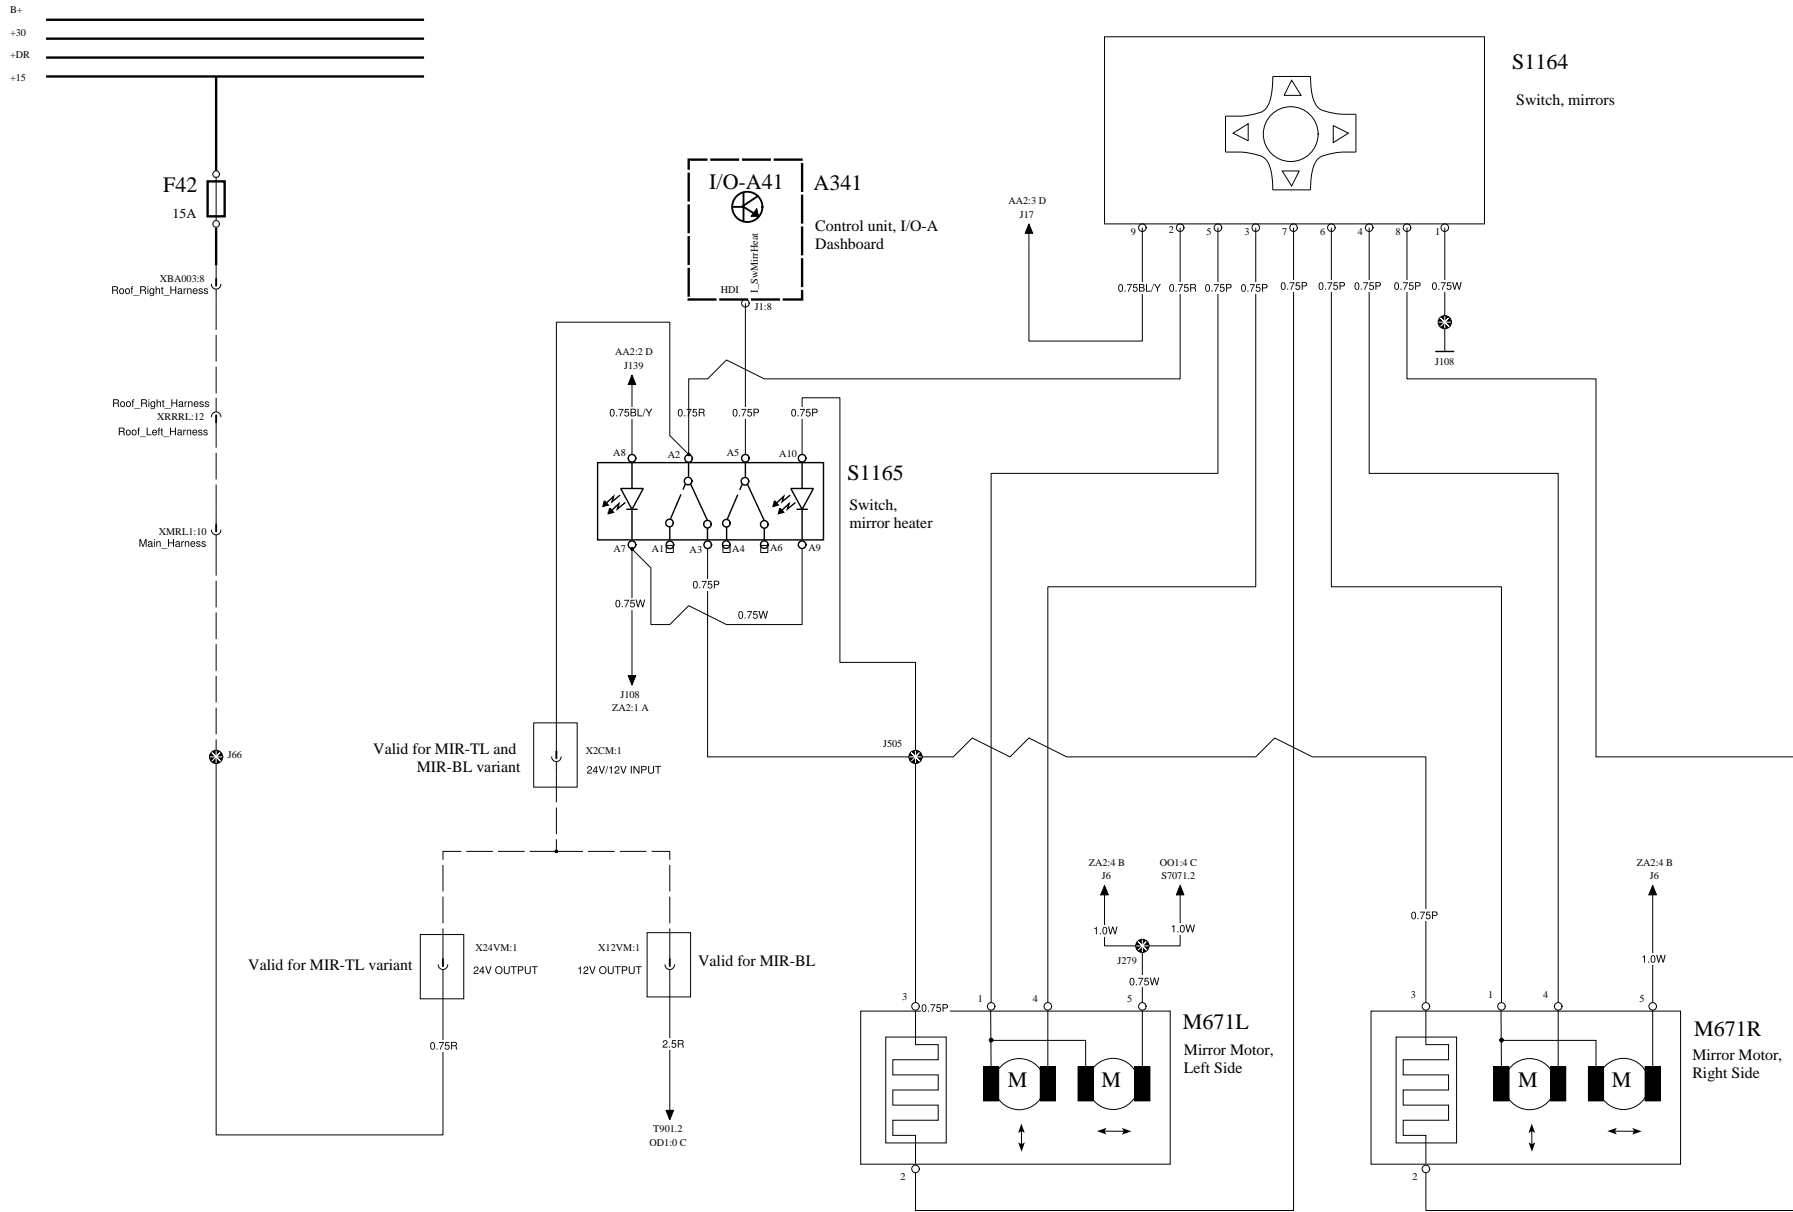 B+
+30
+DR
+15
F42
15A
XBA003:8
Roof_Right_Harness
Roof_Right_Harness
XRRRL:12
Roof_Left_Harness
XMRL1:10
Main_Harness
J66
I/O-A41
A341
Control unit, I/O-A
Dashboard
I_SwMirrHeat
HDI
J1:8
S1164
Switch, mirrors
AA2:3 D
J17
9
2
5
3
7
6
4
8
1
0.75BL/Y
0.75R
0.75P
0.75P
0.75P
0.75P
0.75P
0.75P
0.75W
J108
AA2:2 D
J139
0.75BL/Y
0.75R
0.75P
0.75P
A8
A2
A5
A10
S1165
Switch,
mirror heater
A7
A1
A3
A4
A6
A9
0.75P
0.75W
0.75W
J108
ZA2:1 A
Valid for MIR-TL and
MIR-BL variant
X2CM:1
24V/12V INPUT
J505
Valid for MIR-TL variant
X24VM:1
24V OUTPUT
X12VM:1
12V OUTPUT
Valid for MIR-BL
0.75R
2.5R
T901.2
OD1:0 C
ZA2:4 B
J6
OO1:4 C
S7071.2
1.0W
1.0W
J279
0.75W
3
0.75P
1
4
5
M671L
Mirror Motor,
Left Side
M
M
2
ZA2:4 B
J6
0.75P
1.0W
3
1
4
5
M671R
Mirror Motor,
Right Side
M
M
2